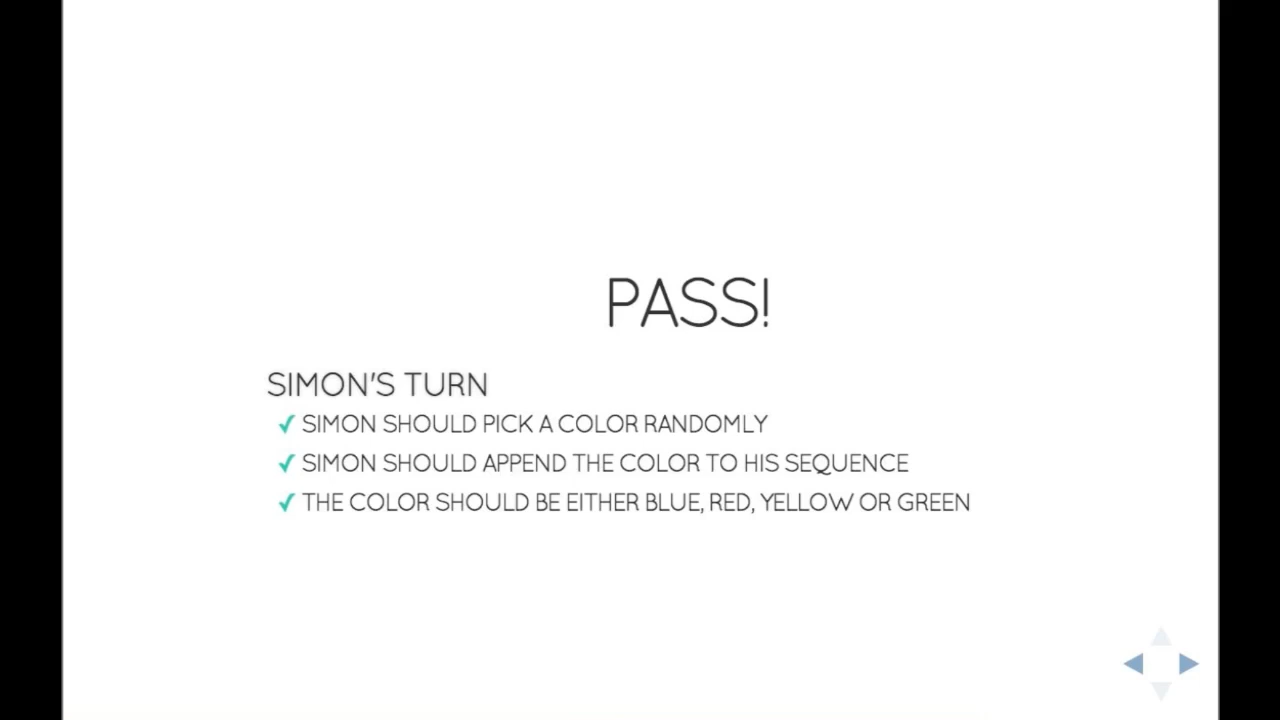 PASS!
SIMON'S TURN
✓ SIMON SHOULD PICK A COLOR RANDOMLY
✓ SIMON SHOULD APPEND THE COLOR TO HIS SEQUENCE
✓ THE COLOR SHOULD BE EITHER BLUE, RED, YELLOW OR GREEN